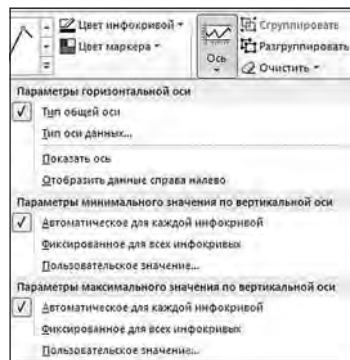 Цвет инфокривой
Сгруппировать
Цвет маркера
Разгруппировать
Ось
Очистить
Параметры горизонтальной оси
Тип общей оси
Тип оси данных...
Показать ось
Отобразить данные справа налево
Параметры минимального значения по вертикальной оси
Автоматическое для каждой инфокривой
Фиксированное для всех инфокривых
Пользовательское значение...
Параметры максимального значения по вертикальной оси
Автоматическое для каждой инфокривой
Фиксированное для всех инфокривых
Пользовательское значение...